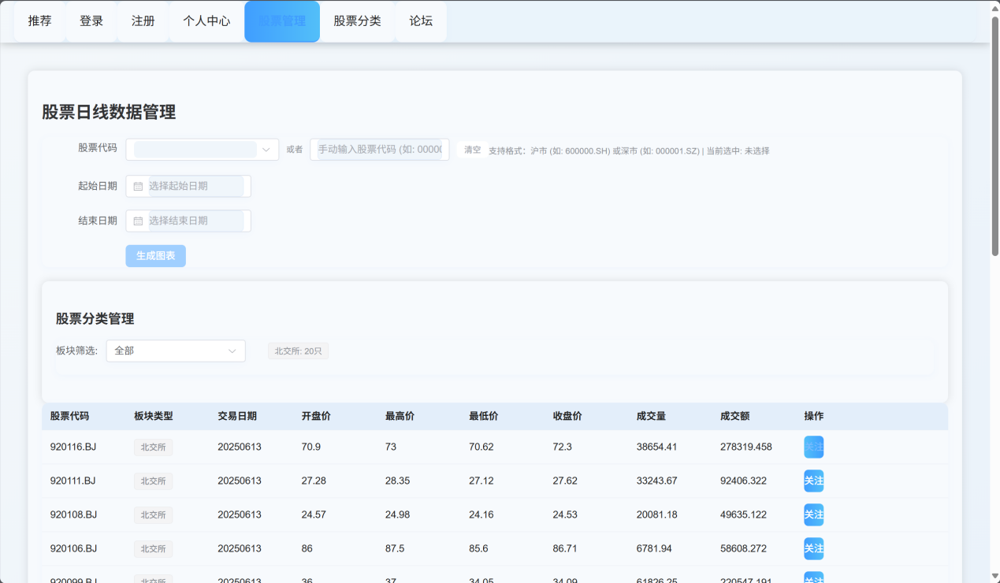 推荐 登录 注册 个人中心 股票管理 股票分类 论坛
股票日线数据管理
股票代码 或者 手动输入股票代码 (如: 00000 清空 支持格式：沪市 (如: 600000.SH) 或深市 (如: 000001.SZ) | 当前选中: 未选择
起始日期 选择起始日期
结束日期 选择结束日期
生成图表
股票分类管理
板块筛选: 全部 北交所: 20只
股票代码 板块类型 交易日期 开盘价 最高价 最低价 收盘价 成交量 成交额 操作
920116.BJ 北交所 20250613 70.9 73 70.62 72.3 38654.41 278319.458 关注
920111.BJ 北交所 20250613 27.28 28.35 27.12 27.62 33243.67 92406.322 关注
920108.BJ 北交所 20250613 24.57 24.98 24.16 24.53 20081.18 49635.122 关注
920106.BJ 北交所 20250613 86 87.5 85.6 86.71 6781.94 58608.272 关注
920099.BJ 北交所 20250613 36 37 34.05 34.09 61826.25 220547.191 关注